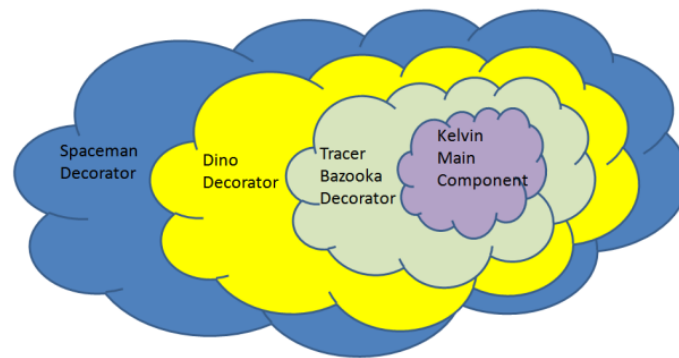 Spaceman
Decorator
Dino
Decorator
Tracer
Bazooka
Decorator
Kelvin
Main
Component